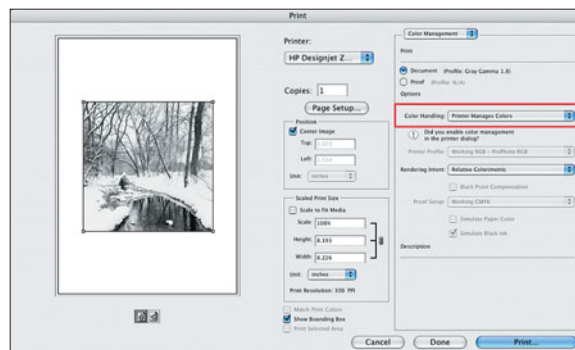 Print
Printer:
HP Designjet Z...
Copies: 1
Page Setup...
Position
Center Image
Top:
Left:
Unit: inches
Scaled Print Size
Scale to Fit Media
Scale: 100%
Height: 8.193
Width: 8.226
Unit: inches
Print Resolution: 300 PPI
Match Print Colors
Show Bounding Box
Print Selected Area
Color Management
Print
Document (Profile: Gray Gamma 1.8)
Proof (Profile: N/A)
Options
Color Handling: Printer Manages Colors
Did you enable color management
in the printer dialog?
Printer Profile: Working RGB - ProPhoto RGB
Rendering Intent: Relative Colorimetric
Black Point Compensation
Proof Setup: Working CMYK
Simulate Paper Color
Simulate Black Ink
Description
Cancel
Done
Print...